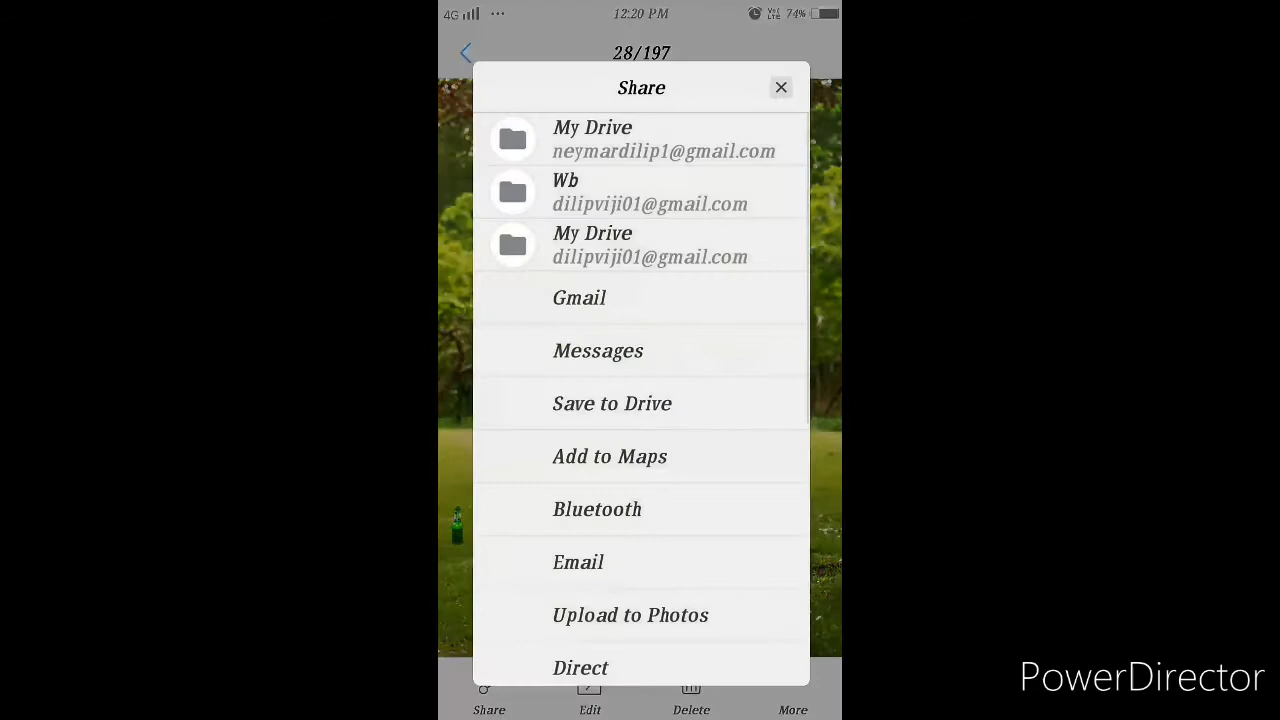 4G ... 12:20 PM Vo) LTE 74%
28/197
Share
My Drive
neymardilip1@gmail.com
Wb
dilipviji01@gmail.com
My Drive
dilipviji01@gmail.com
Gmail
Messages
Save to Drive
Add to Maps
Bluetooth
Email
Upload to Photos
Direct
Share Edit Delete More
PowerDirector